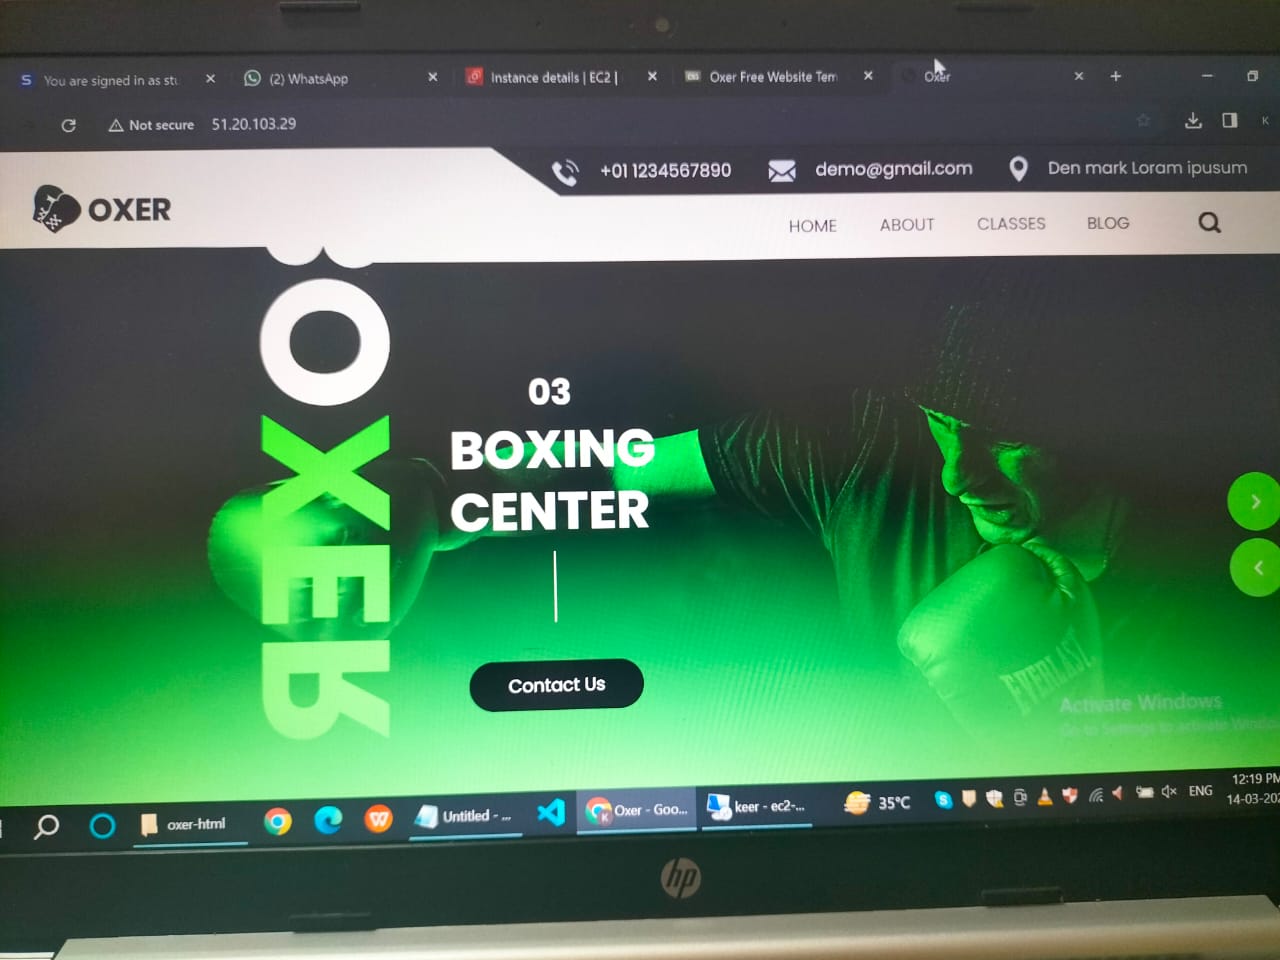 S You are signed in as stu
(2) WhatsApp
Instance details | EC2 |
Oxer Free Website Tem
Oxer
Not secure 51.20.103.29
K
+01 1234567890
demo@gmail.com
Den mark Loram ipusum
OXER
HOME ABOUT CLASSES BLOG
OXER
03
BOXING
CENTER
Contact Us
EVERLAST
Activate Windows
Go to Settings to activate Windo
oxer-html
Untitled - ...
Oxer - Goo...
keer - ec2-...
35°C
ENG
12:19 PM
14-03-202
hp